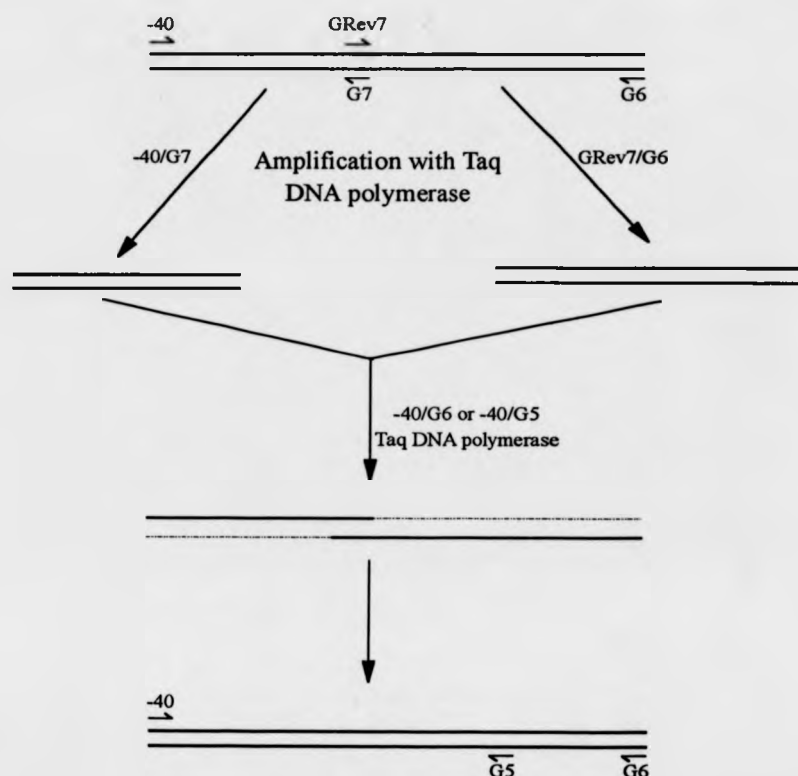 -40
GRev7
G7
G6
-40/G7
Amplification with Taq
DNA polymerase
GRev7/G6
-40/G6 or -40/G5
Taq DNA polymerase
-40
G5
G6